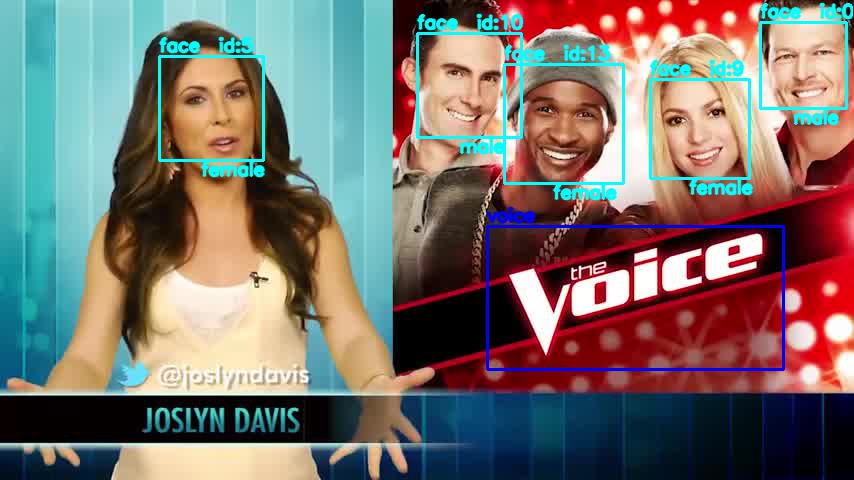 face id:5
female
face id:10
male
face id:13
female
face id:9
female
face id:0
male
voice
the
Voice
@joslyndavis
JOSLYN DAVIS